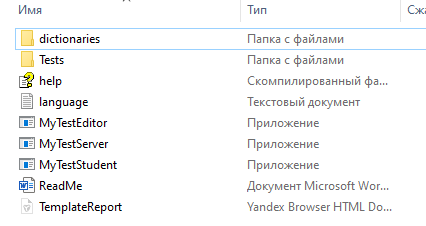 Имя Тип Сжа
dictionaries Папка с файлами
Tests Папка с файлами
help Скомпилированный фа...
language Текстовый документ
MyTestEditor Приложение
MyTestServer Приложение
MyTestStudent Приложение
ReadMe Документ Microsoft Wor...
TemplateReport Yandex Browser HTML Do...